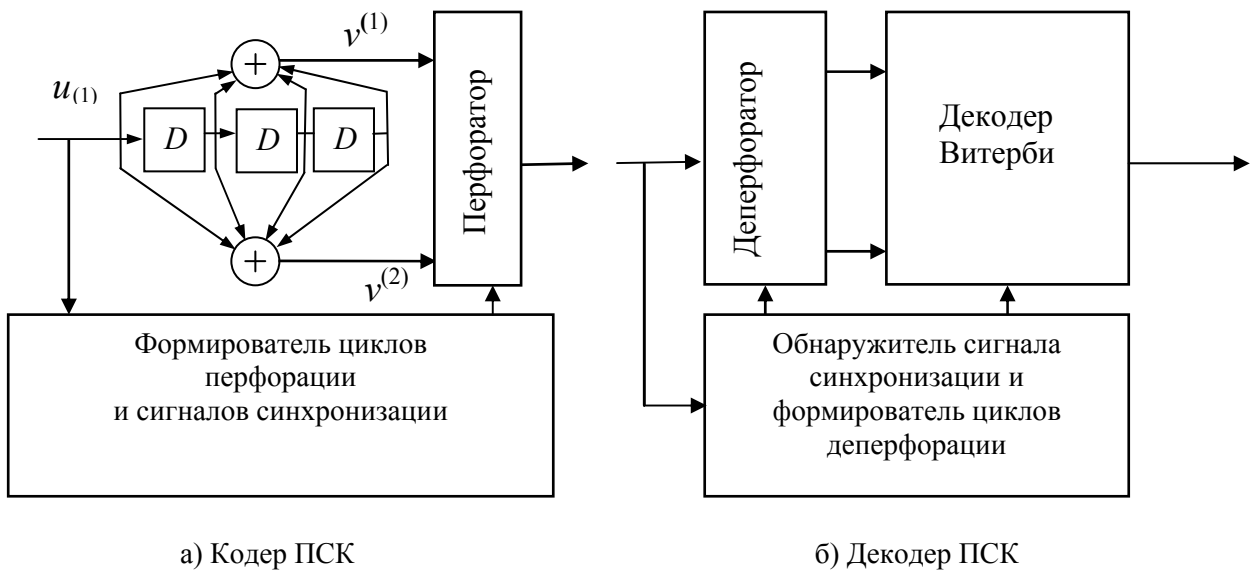 v(1)
u(1)
+
D
D
D
+
v(2)
Перфоратор
Формирователь циклов
перфорации
и сигналов синхронизации
Деперфоратор
Декодер
Витерби
Обнаружитель сигнала
синхронизации и
формирователь циклов
деперфорации
а) Кодер ПСК
б) Декодер ПСК